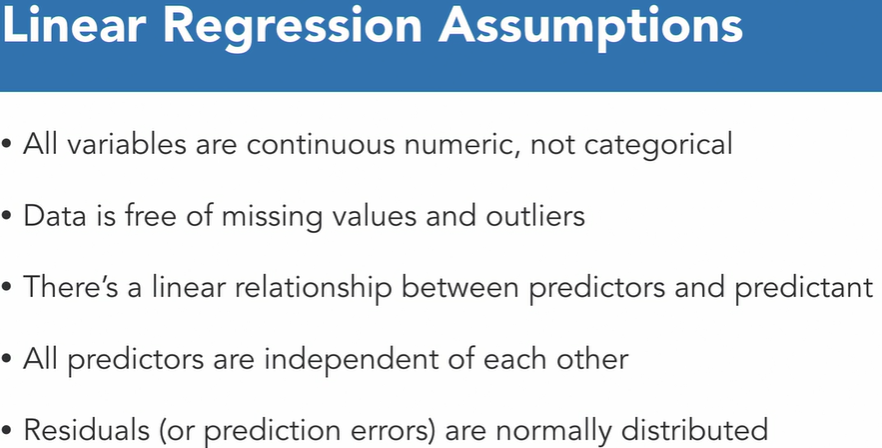 Linear Regression Assumptions
• All variables are continuous numeric, not categorical
• Data is free of missing values and outliers
• There’s a linear relationship between predictors and predictant
• All predictors are independent of each other
• Residuals (or prediction errors) are normally distributed